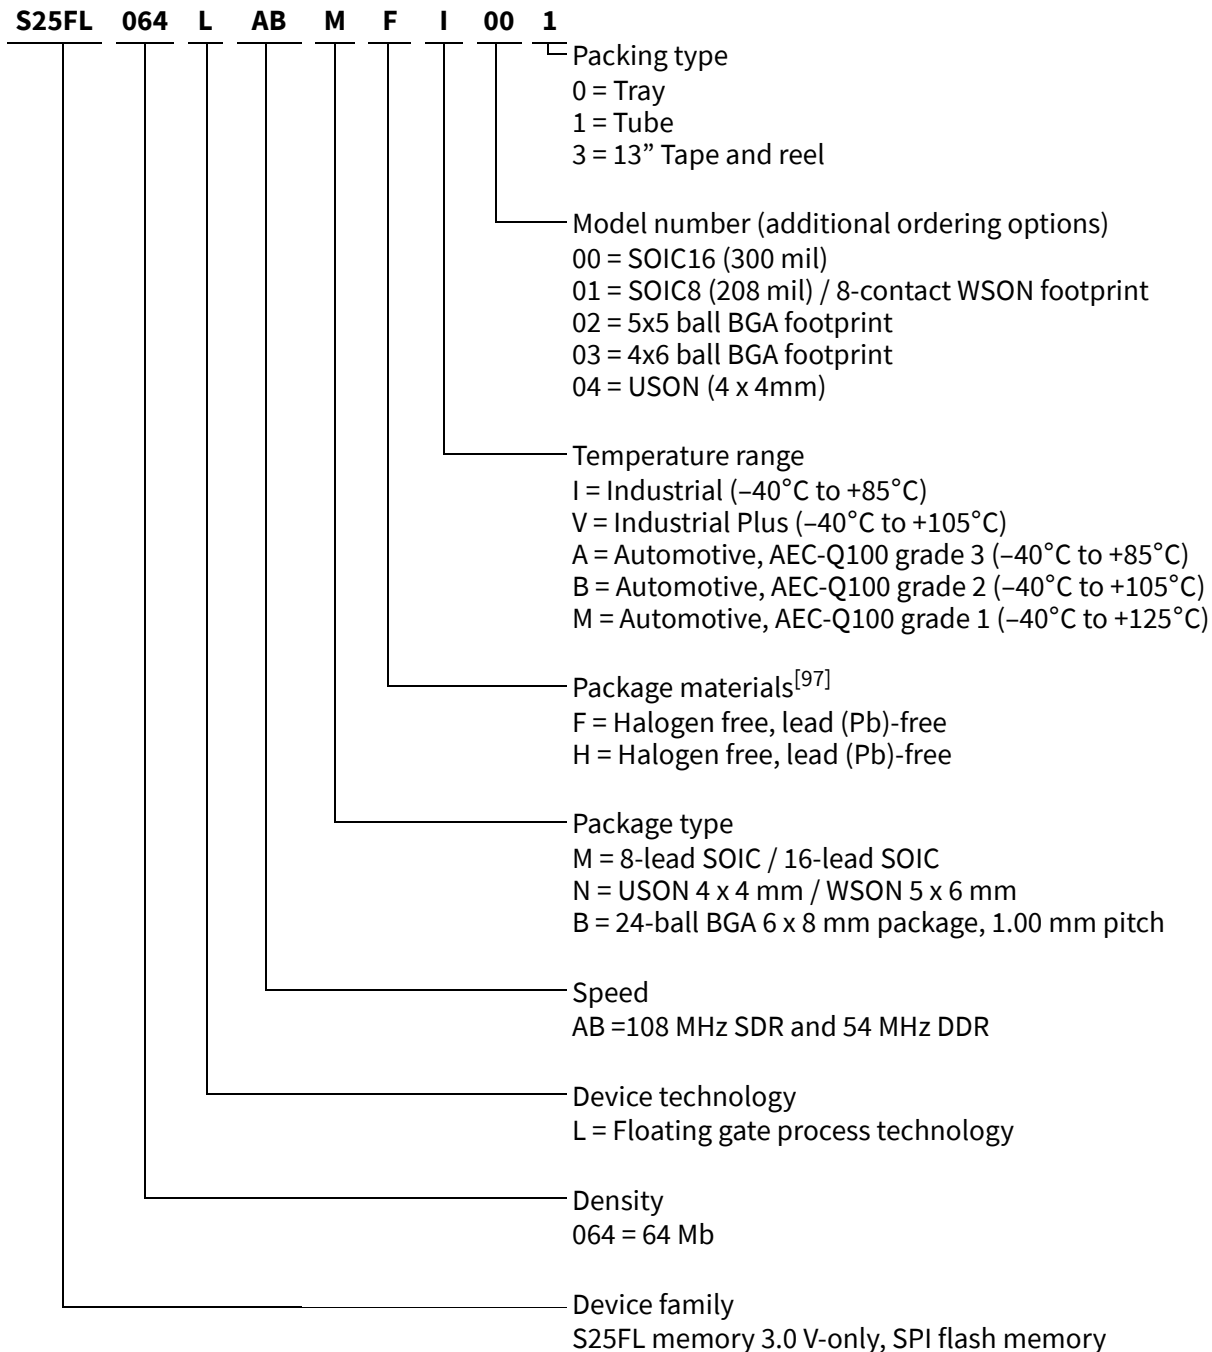 S25FL 064 L AB M F I 00 1
Packing type
0 = Tray
1 = Tube
3 = 13” Tape and reel
Model number (additional ordering options)
00 = SOIC16 (300 mil)
01 = SOIC8 (208 mil) / 8-contact WSON footprint
02 = 5x5 ball BGA footprint
03 = 4x6 ball BGA footprint
04 = USON (4 x 4mm)
Temperature range
I = Industrial (–40°C to +85°C)
V = Industrial Plus (–40°C to +105°C)
A = Automotive, AEC-Q100 grade 3 (–40°C to +85°C)
B = Automotive, AEC-Q100 grade 2 (–40°C to +105°C)
M = Automotive, AEC-Q100 grade 1 (–40°C to +125°C)
Package materials[97]
F = Halogen free, lead (Pb)-free
H = Halogen free, lead (Pb)-free
Package type
M = 8-lead SOIC / 16-lead SOIC
N = USON 4 x 4 mm / WSON 5 x 6 mm
B = 24-ball BGA 6 x 8 mm package, 1.00 mm pitch
Speed
AB =108 MHz SDR and 54 MHz DDR
Device technology
L = Floating gate process technology
Density
064 = 64 Mb
Device family
S25FL memory 3.0 V-only, SPI flash memory